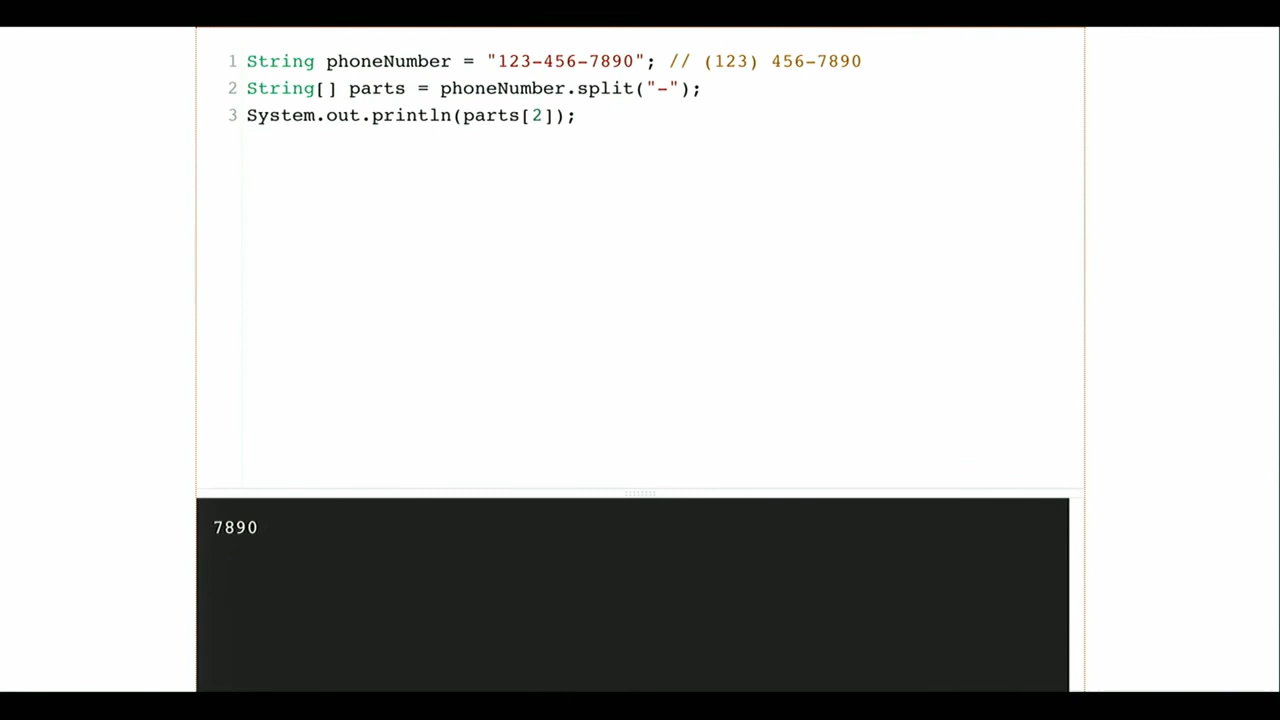 1 String phoneNumber = "123-456-7890"; // (123) 456-7890
2 String[] parts = phoneNumber.split("-");
3 System.out.println(parts[2]);
7890